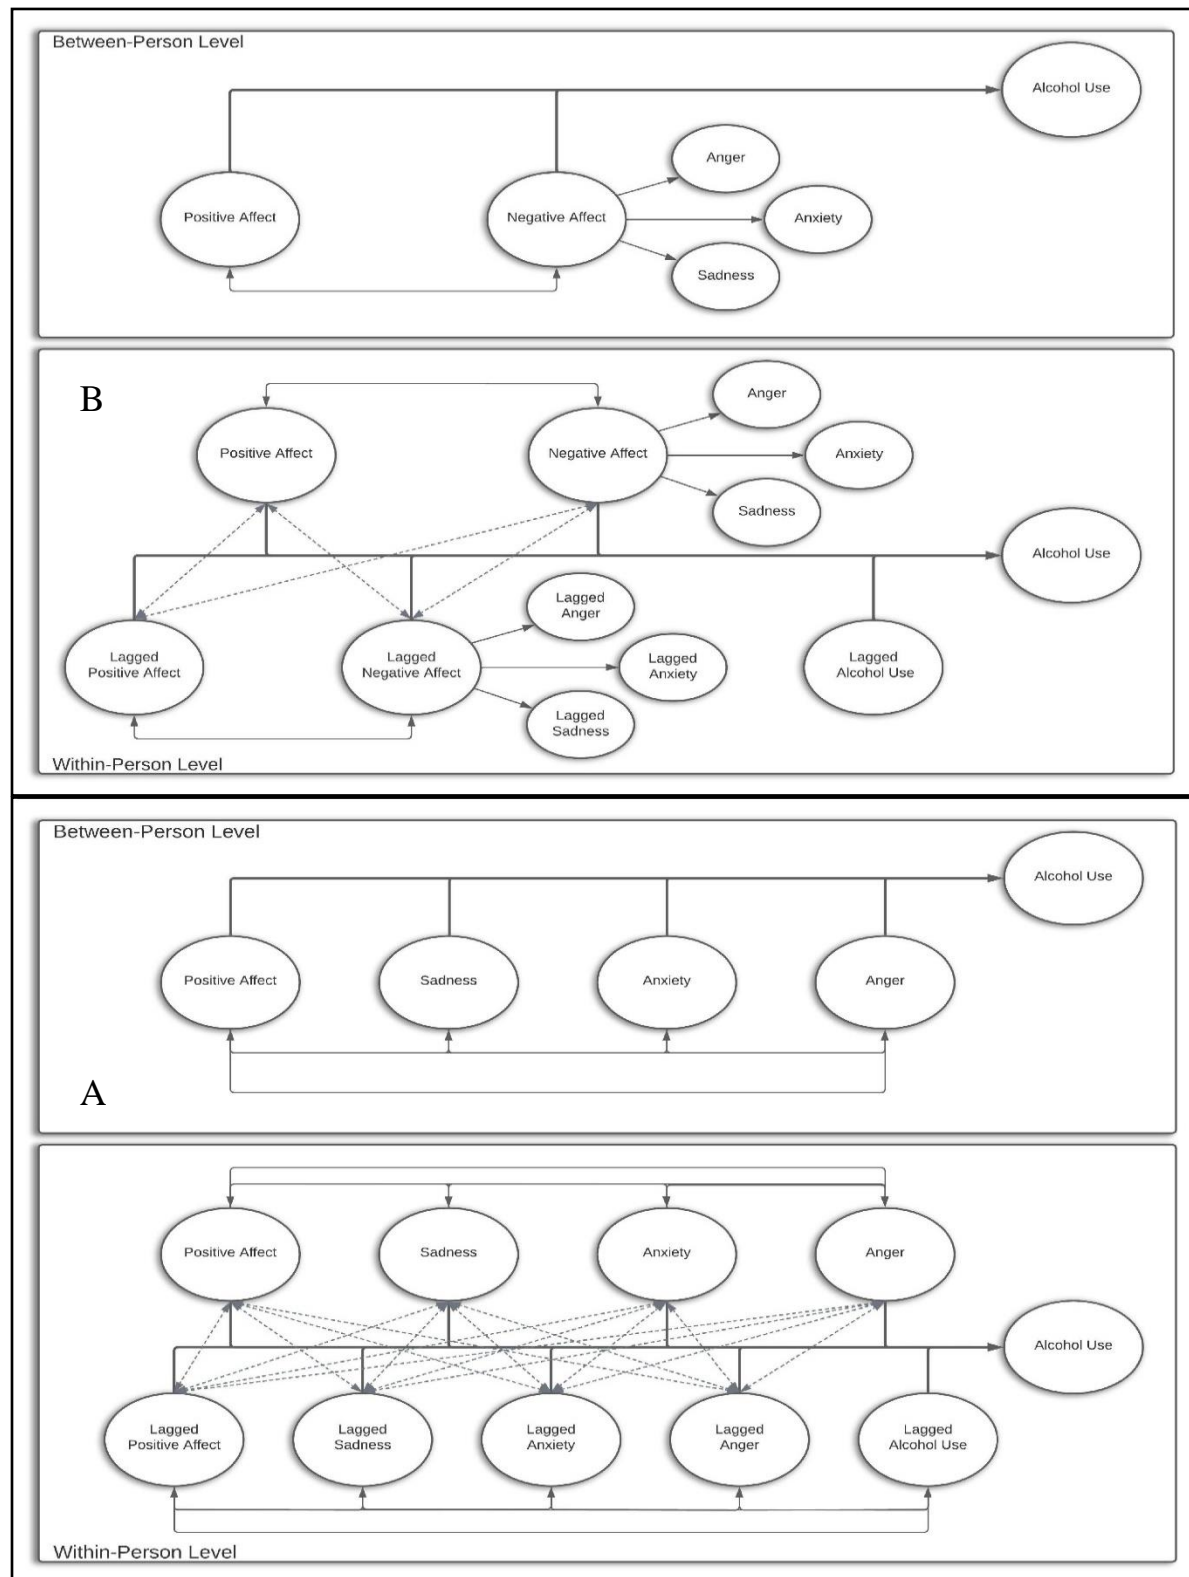 Between-Person Level
Alcohol Use
Anger
Positive Affect
Negative Affect
Anxiety
Sadness
B
Anger
Positive Affect
Negative Affect
Anxiety
Sadness
Alcohol Use
Lagged
Anger
Lagged
Positive Affect
Lagged
Negative Affect
Lagged
Anxiety
Lagged
Alcohol Use
Lagged
Sadness
Within-Person Level
Between-Person Level
Alcohol Use
Positive Affect
Sadness
Anxiety
Anger
A
Positive Affect
Sadness
Anxiety
Anger
Alcohol Use
Lagged
Positive Affect
Lagged
Sadness
Lagged
Anxiety
Lagged
Anger
Lagged
Alcohol Use
Within-Person Level